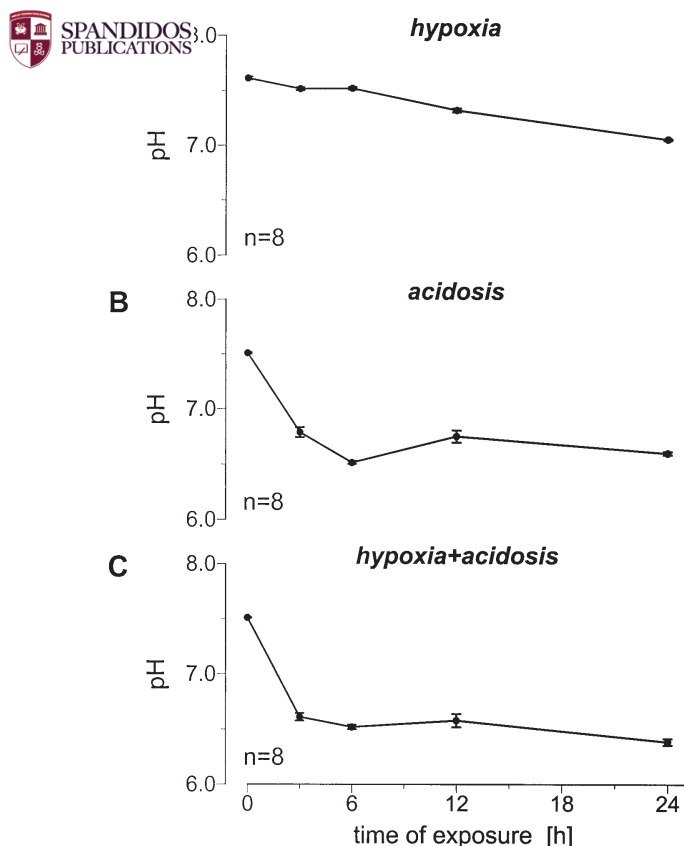 SPANDIDOS
PUBLICATIONS
hypoxia
8.0
7.0
6.0
pH
n=8
B
acidosis
8.0
7.0
6.0
pH
n=8
C
hypoxia+acidosis
8.0
7.0
6.0
pH
n=8
0 6 12 18 24
time of exposure [h]